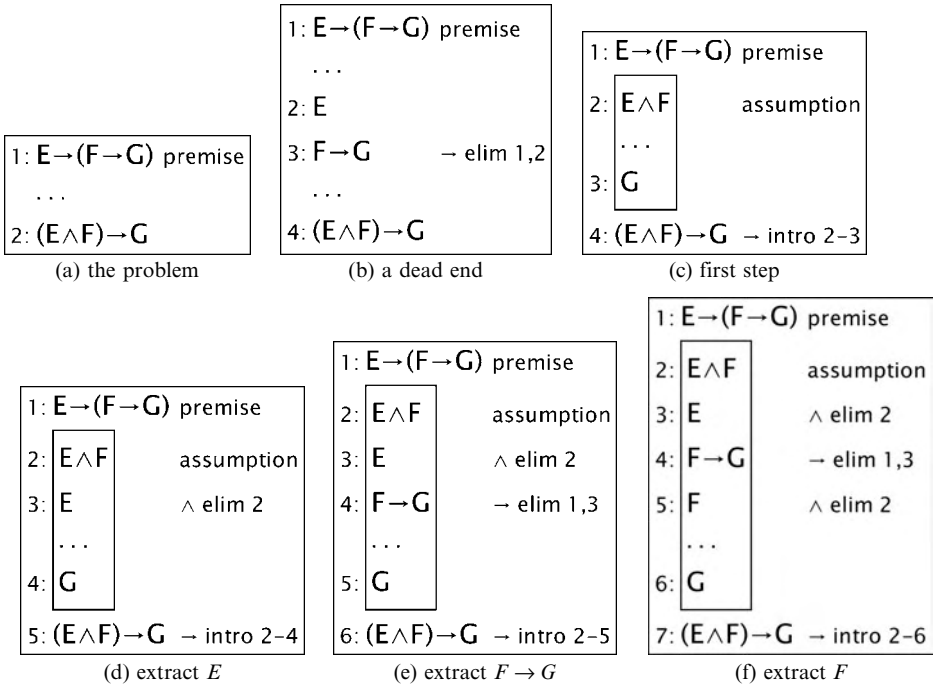 1: E→(F→G) premise
. . .
2: (E∧F)→G
(a) the problem
1: E→(F→G) premise
. . .
2: E
3: F→G → elim 1,2
. . .
4: (E∧F)→G
(b) a dead end
1: E→(F→G) premise
2: E∧F assumption
. . .
3: G
4: (E∧F)→G → intro 2–3
(c) first step
1: E→(F→G) premise
2: E∧F assumption
3: E ∧ elim 2
. . .
4: G
5: (E∧F)→G → intro 2–4
(d) extract E
1: E→(F→G) premise
2: E∧F assumption
3: E ∧ elim 2
4: F→G → elim 1,3
. . .
5: G
6: (E∧F)→G → intro 2–5
(e) extract F → G
1: E→(F→G) premise
2: E∧F assumption
3: E ∧ elim 2
4: F→G → elim 1,3
5: F ∧ elim 2
. . .
6: G
7: (E∧F)→G → intro 2–6
(f) extract F